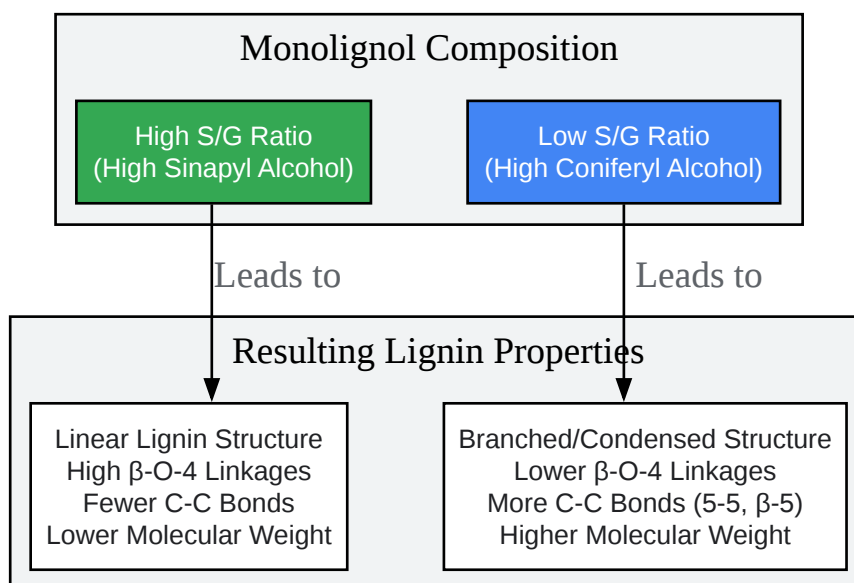 Monolignol Composition
High S/G Ratio
(High Sinapyl Alcohol)
Low S/G Ratio
(High Coniferyl Alcohol)
Leads to
Leads to
Resulting Lignin Properties
Linear Lignin Structure
High β-O-4 Linkages
Fewer C-C Bonds
Lower Molecular Weight
Branched/Condensed Structure
Lower β-O-4 Linkages
More C-C Bonds (5-5, β-5)
Higher Molecular Weight